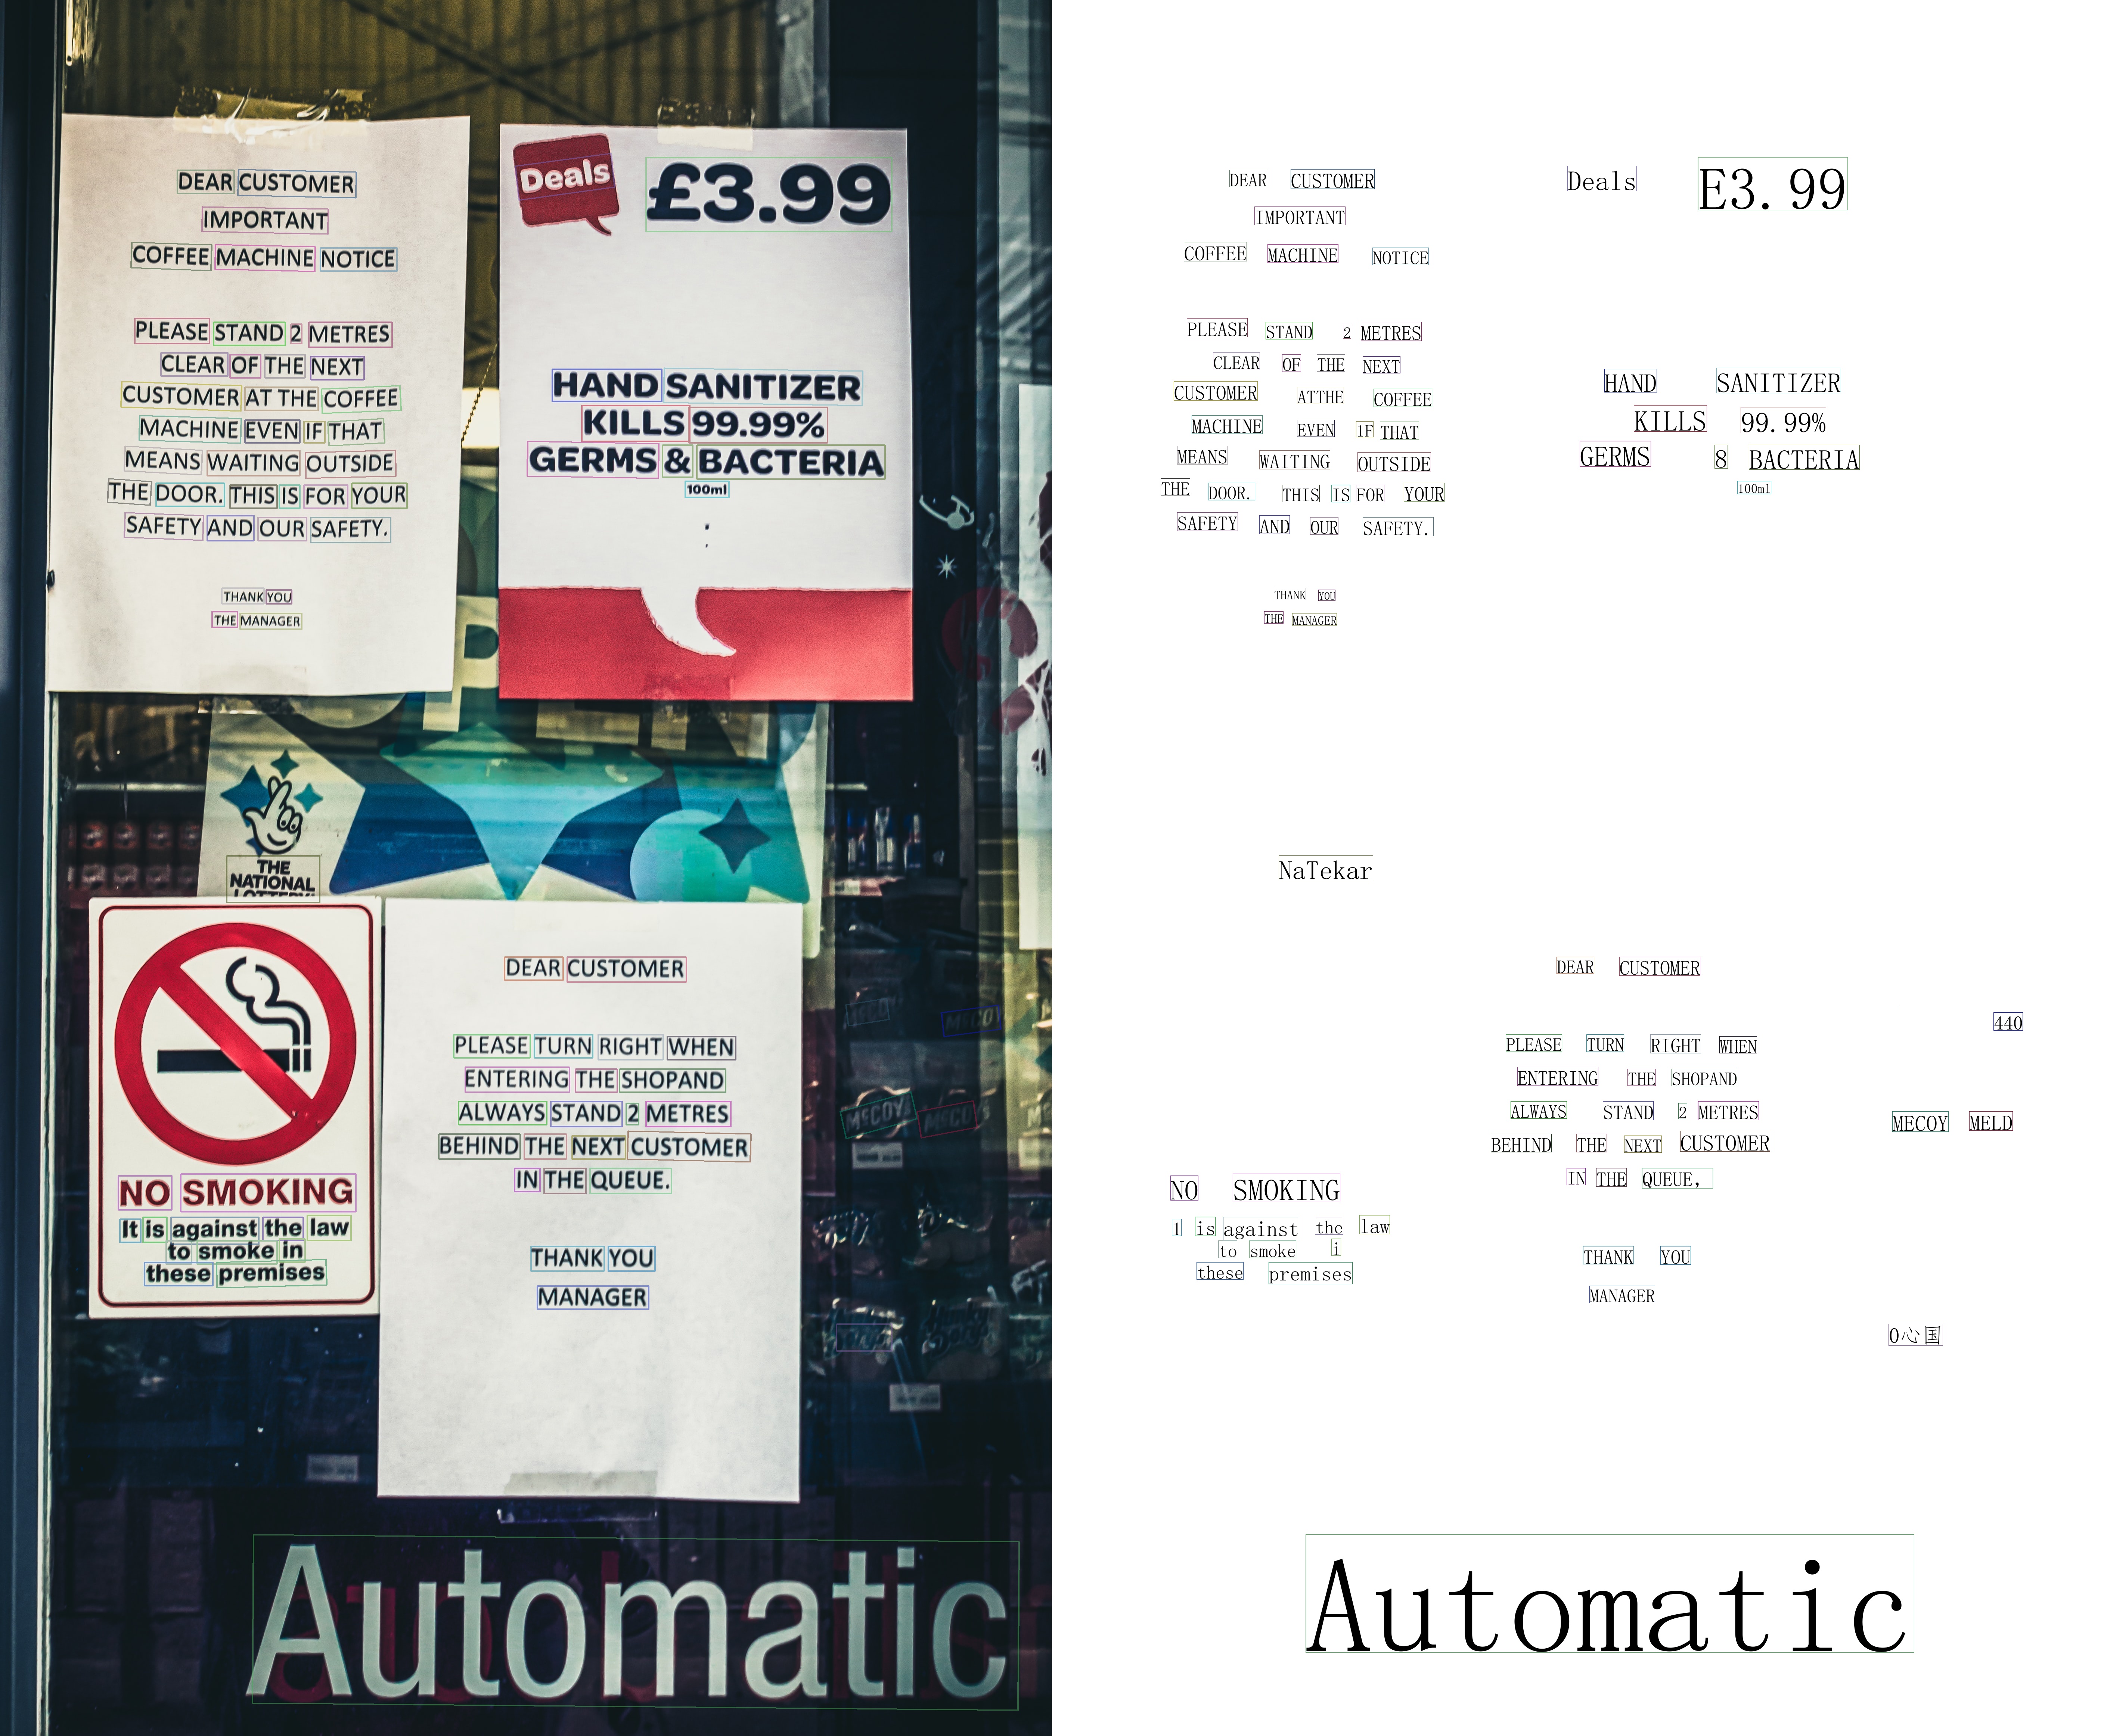 DEAR CUSTOMER
IMPORTANT
COFFEE MACHINE NOTICE
PLEASE STAND 2 METRES
CLEAR OF THE NEXT
CUSTOMER AT THE COFFEE
MACHINE EVEN IF THAT
MEANS WAITING OUTSIDE
THE DOOR. THIS IS FOR YOUR
SAFETY AND OUR SAFETY.
THANK YOU
THE MANAGER
Deals
£3.99
HAND SANITIZER
KILLS 99.99%
GERMS & BACTERIA
100ml
THE
NATIONAL
LOTTERY
NO SMOKING
It is against the law
to smoke in
these premises
DEAR CUSTOMER
PLEASE TURN RIGHT WHEN
ENTERING THE SHOPAND
ALWAYS STAND 2 METRES
BEHIND THE NEXT CUSTOMER
IN THE QUEUE.
THANK YOU
MANAGER
McCOY
McCOY'S McCOY'S
Automatic
DEAR CUSTOMER
IMPORTANT
COFFEE MACHINE NOTICE
PLEASE STAND 2 METRES
CLEAR OF THE NEXT
CUSTOMER ATTHE COFFEE
MACHINE EVEN 1F THAT
MEANS WAITING OUTSIDE
THE DOOR. THIS IS FOR YOUR
SAFETY AND OUR SAFETY.
THANK YOU
THE MANAGER
Deals E3.99
HAND SANITIZER
KILLS 99.99%
GERMS 8 BACTERIA
100ml
NaTekar
NO SMOKING
1 is against the law
to smoke i
these premises
DEAR CUSTOMER
PLEASE TURN RIGHT WHEN
ENTERING THE SHOPAND
ALWAYS STAND 2 METRES
BEHIND THE NEXT CUSTOMER
IN THE QUEUE,
THANK YOU
MANAGER
440
MECOY MELD
0心国
Automatic